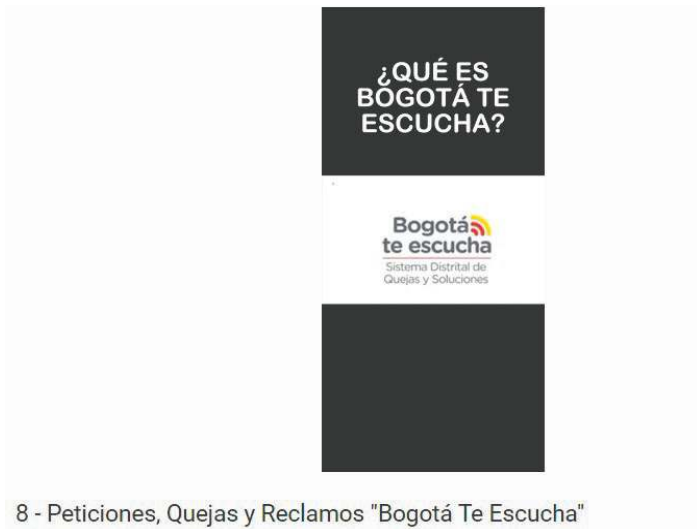 ¿QUÉ ES
BOGOTÁ TE
ESCUCHA?
Bogotá
te escucha
Sistema Distrital de
Quejas y Soluciones
8 - Peticiones, Quejas y Reclamos "Bogotá Te Escucha"